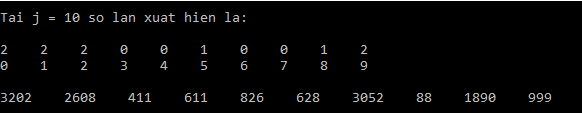 Tai j = 10 so lan xuat hien la:
2 2 2 0 0 1 0 0 1 2
0 1 2 3 4 5 6 7 8 9
3202 2608 411 611 826 628 3052 88 1890 999